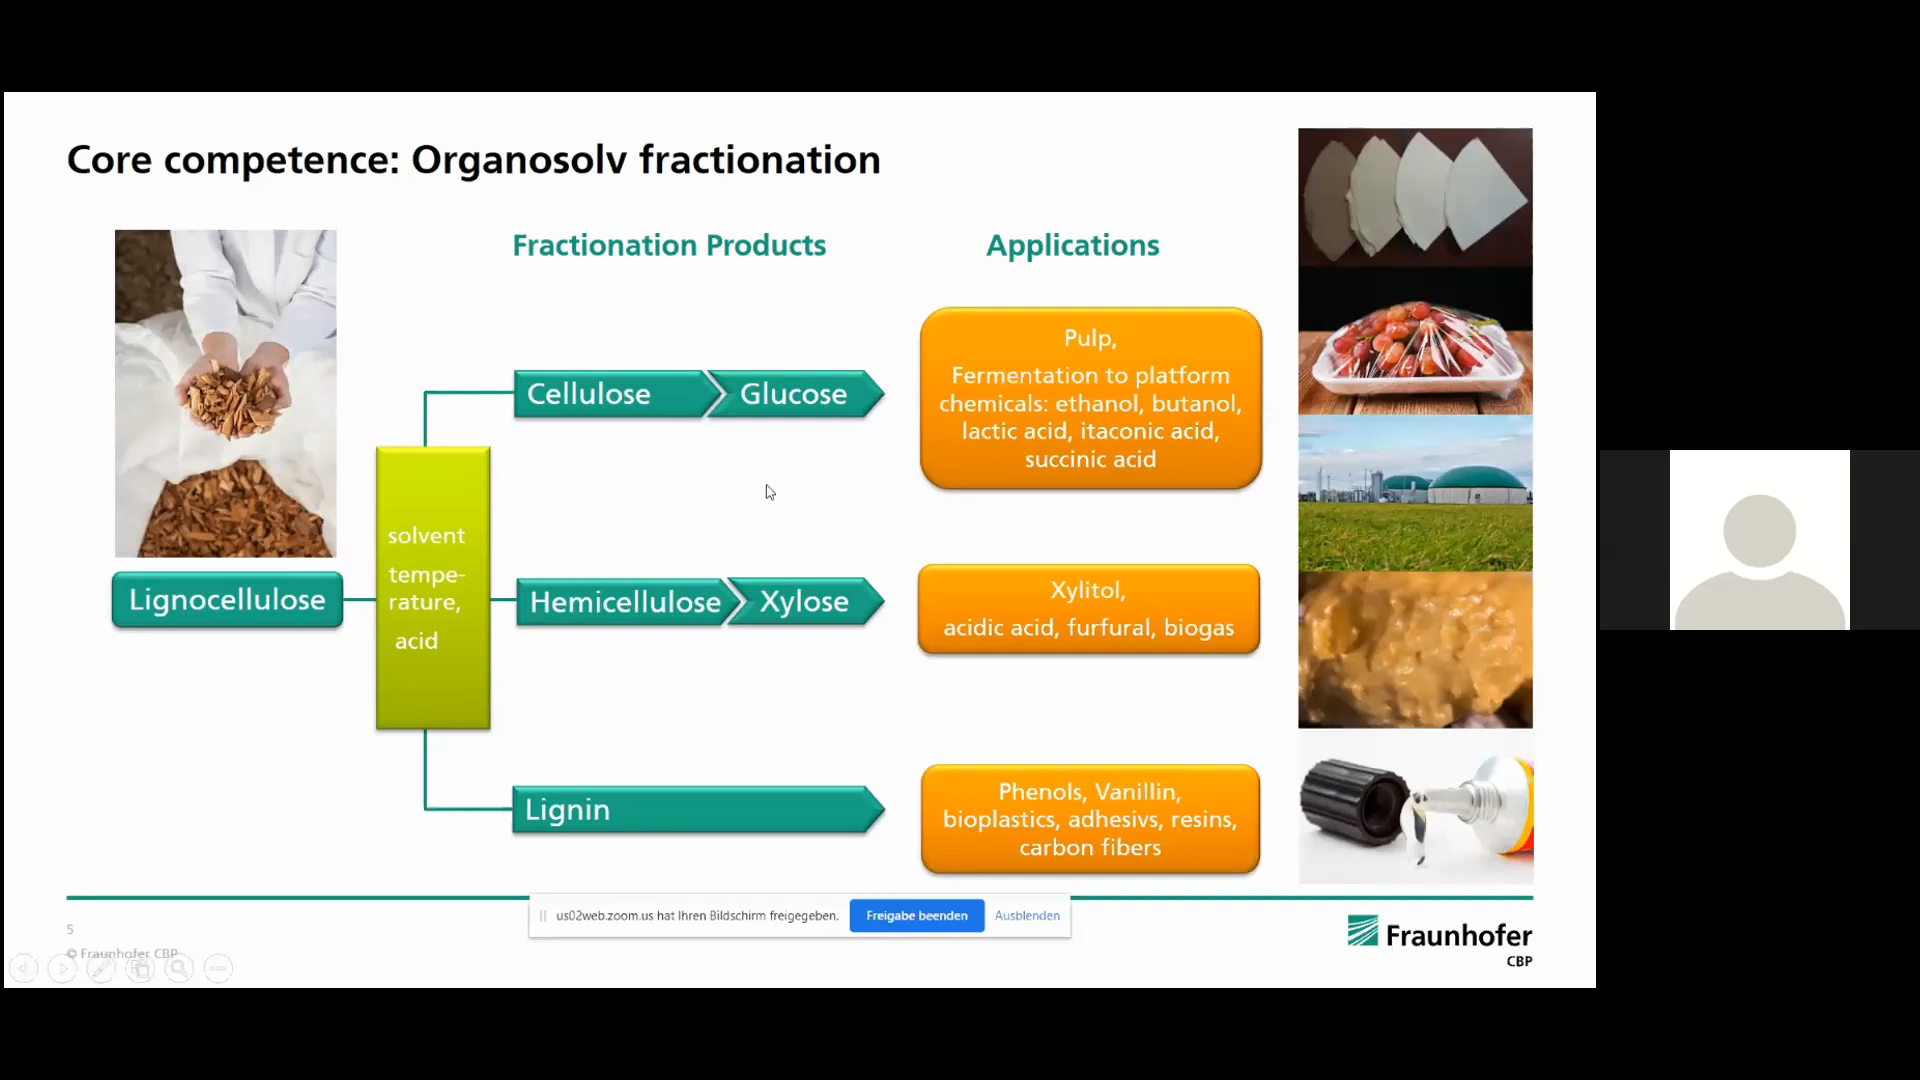 Core competence: Organosolv fractionation
Fractionation Products
Applications
Pulp,
Fermentation to platform
chemicals: ethanol, butanol,
lactic acid, itaconic acid,
succinic acid
Cellulose
Glucose
solvent
tempe-
rature,
acid
Lignocellulose
Hemicellulose
Xylose
Xylitol,
acidic acid, furfural, biogas
Lignin
Phenols, Vanillin,
bioplastics, adhesivs, resins,
carbon fibers
us02web.zoom.us hat Ihren Bildschirm freigegeben.
Freigabe beenden
Ausblenden
5
© Fraunhofer CBP
Fraunhofer
CBP